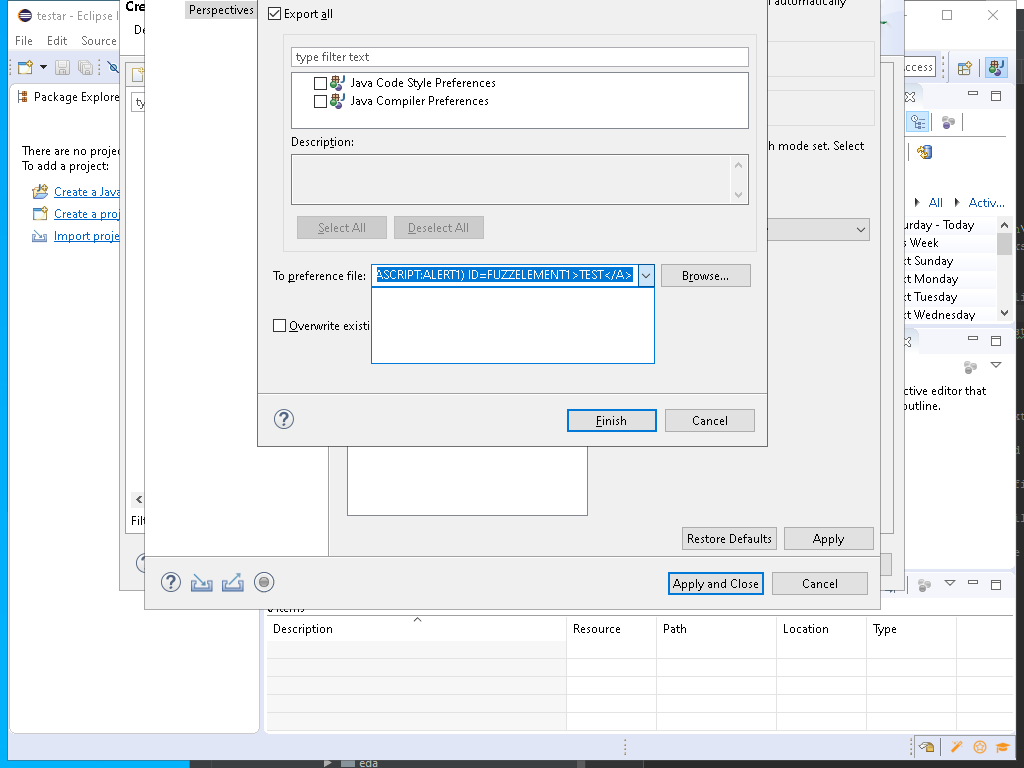 testar - Eclipse I
File Edit Source
Cre
De
Perspectives
Export all
type filter text
Java Code Style Preferences
Java Compiler Preferences
Description:
Select All
Deselect All
To preference file:
ASCRIPT:ALERT1) ID=FUZZELEMENT1>TEST</A>
Browse...
Overwrite existi
Finish
Cancel
automatically
h mode set. Select
Restore Defaults
Apply
Apply and Close
Cancel
Package Explore
ty
There are no projec
To add a project:
Create a Java
Create a proj
Import proje
Filt
ccess
All
Activ...
urday - Today
s Week
xt Sunday
xt Monday
xt Tuesday
xt Wednesday
ctive editor that
outline.
0 items
Description
Resource
Path
Location
Type
eda